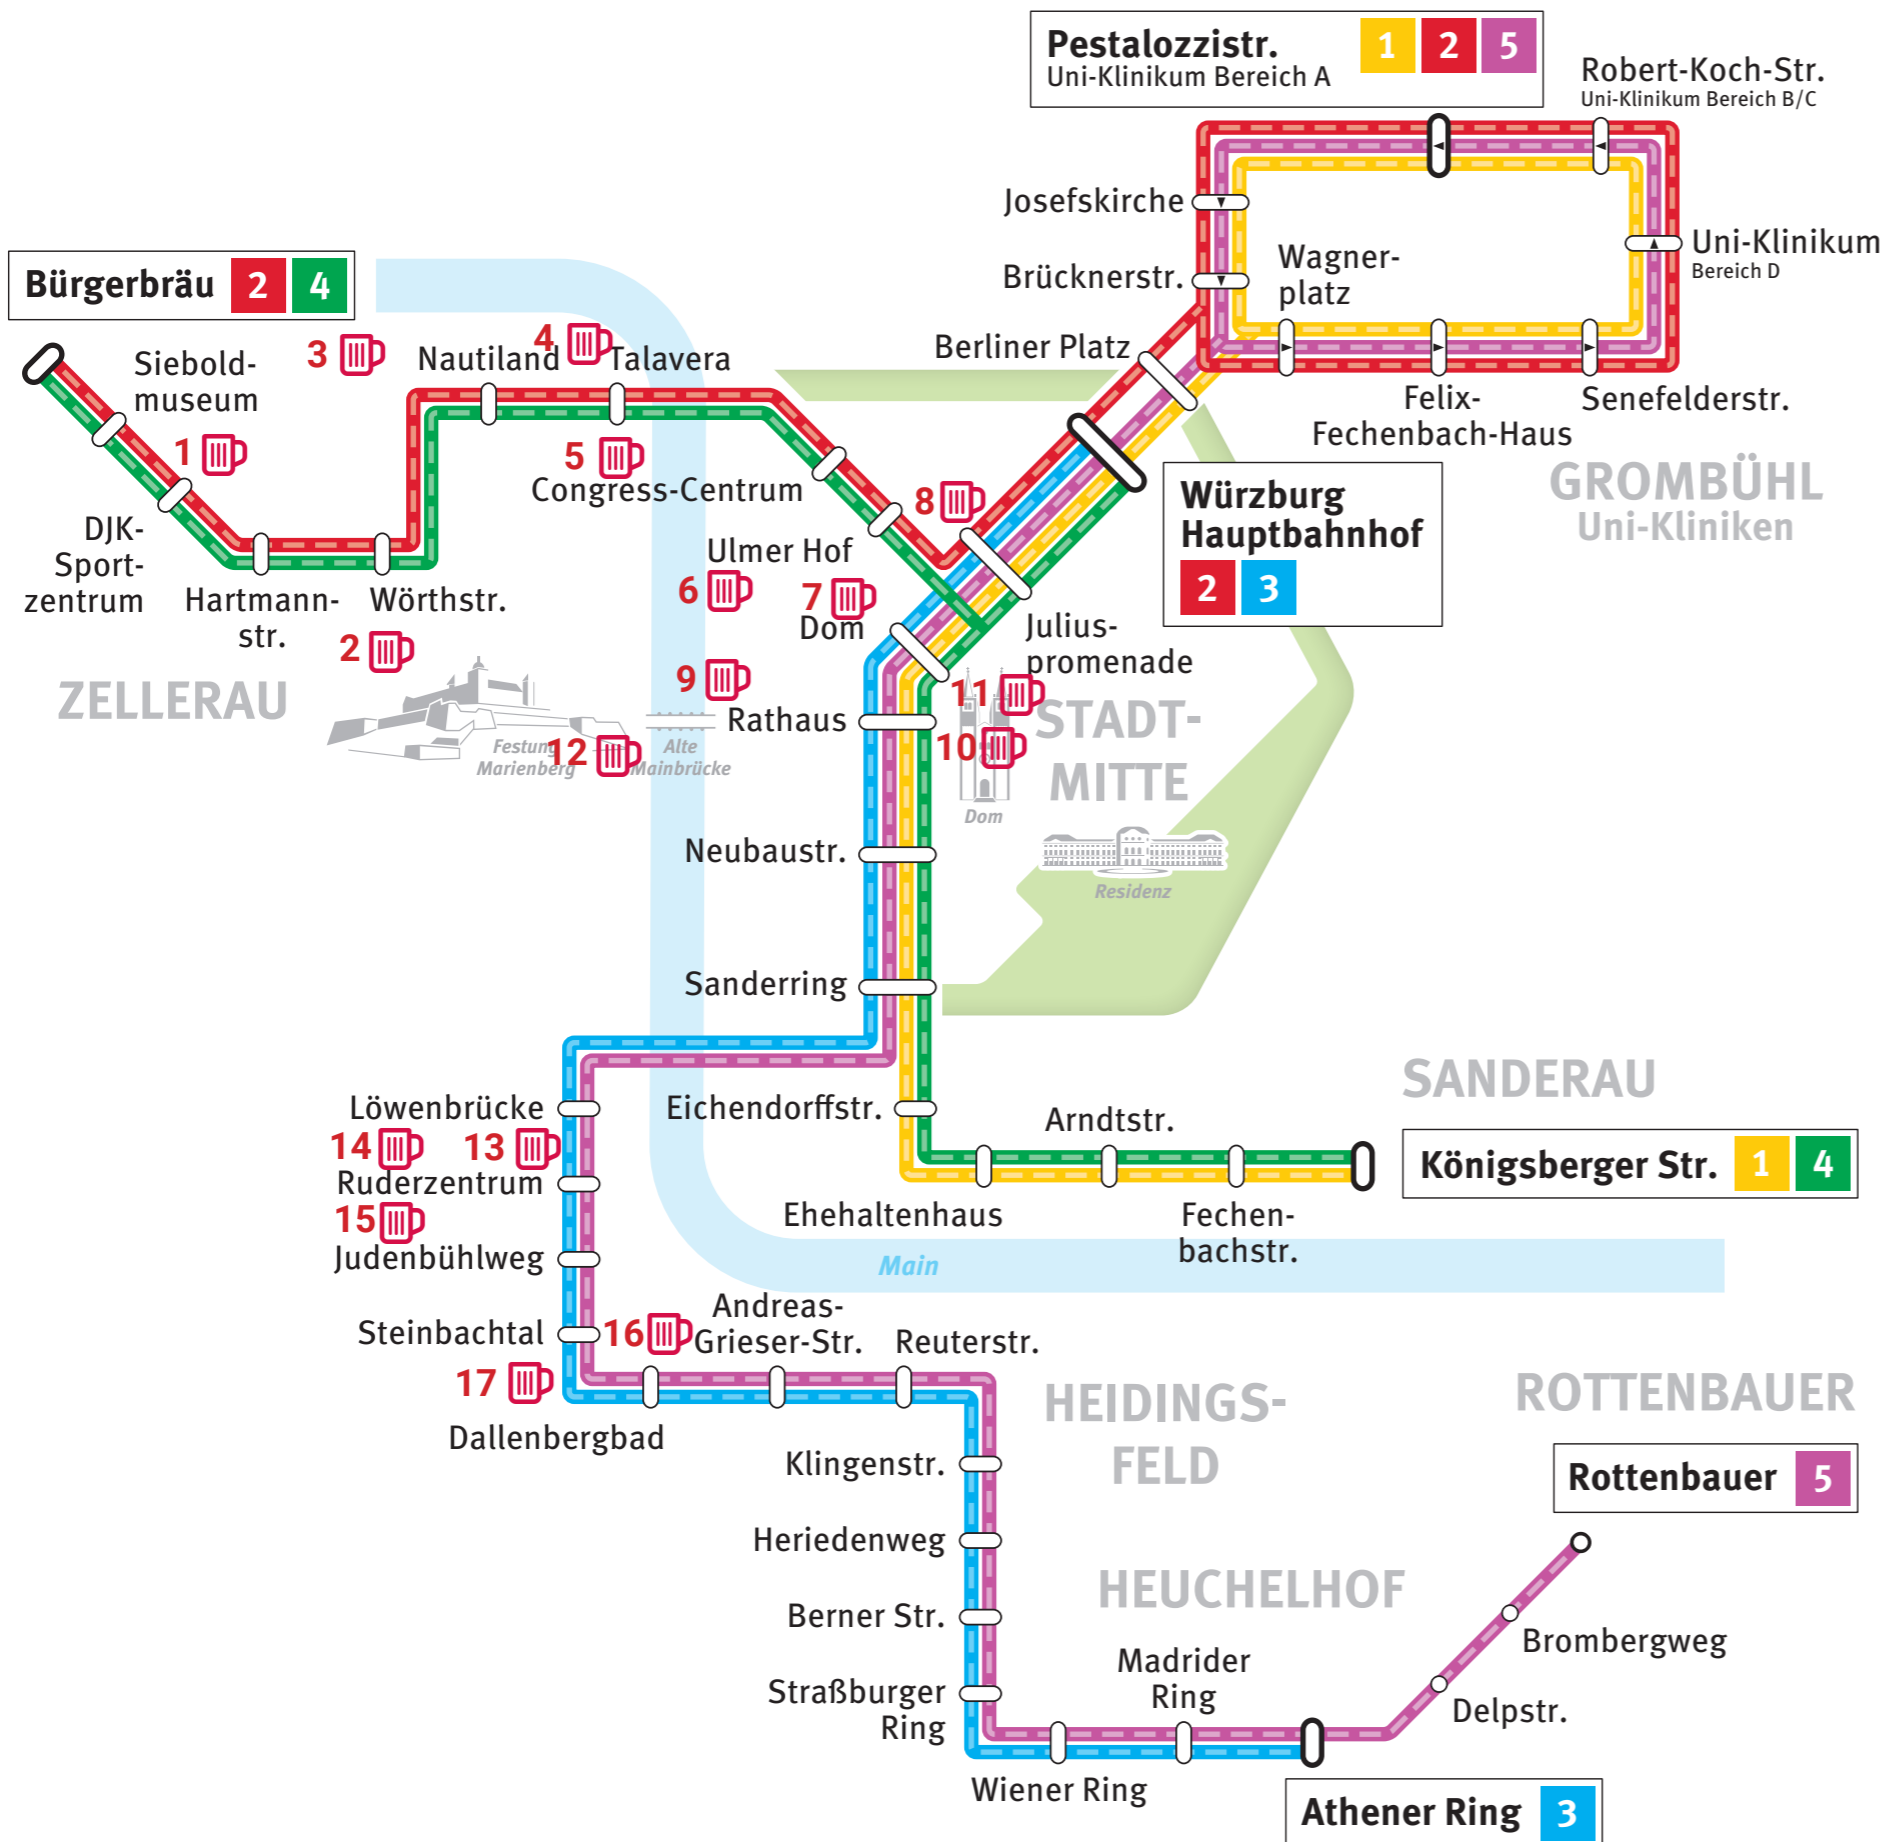 Pestalozzistr. 1 2 5
Uni-Klinikum Bereich A
Robert-Koch-Str.
Uni-Klinikum Bereich B/C
Josefskirche
Uni-Klinikum
Bereich D
Brücknerstr.
Wagner-
platz
Bürgerbräu 2 4
Berliner Platz
Siebold-
museum
3
Nautiland
4
Talavera
Felix-
Fechenbach-Haus
Senefelderstr.
1
5
Congress-Centrum
GROMBÜHL
Uni-Kliniken
8
Würzburg
Hauptbahnhof
2 3
DJK-
Sport-
zentrum
Hartmann-
str.
Wörthstr.
Ulmer Hof
6
7
Dom
Julius-
promenade
2
ZELLERAU
9
Rathaus
11
10
STADT-
MITTE
Festung
Marienberg
12
Alte
Mainbrücke
Dom
Neubaustr.
Residenz
Sanderring
SANDERAU
Löwenbrücke
Eichendorffstr.
Arndtstr.
14
13
Königsberger Str. 1 4
Ruderzentrum
15
Ehehaltenhaus
Fechen-
bachstr.
Judenbühlweg
Main
Steinbachtal
16
Andreas-
Grieser-Str.
Reuterstr.
17
Dallenbergbad
HEIDINGS-
FELD
ROTTENBAUER
Klingenstr.
Rottenbauer 5
Heriedenweg
HEUCHELHOF
Berner Str.
Brombergweg
Madrider
Ring
Straßburger
Ring
Delpstr.
Wiener Ring
Athener Ring 3